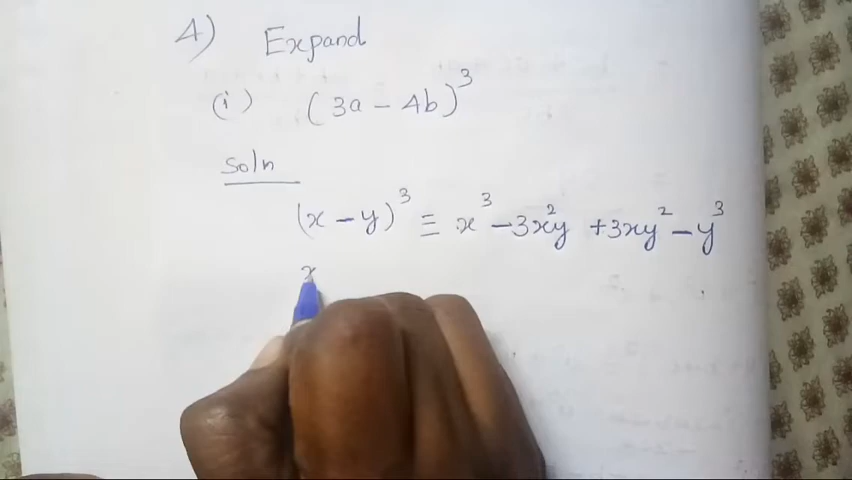 4) Expand
(i) (3a - 4b)³
Soln
(x - y)³ ≡ x³ - 3x²y + 3xy² - y³
x